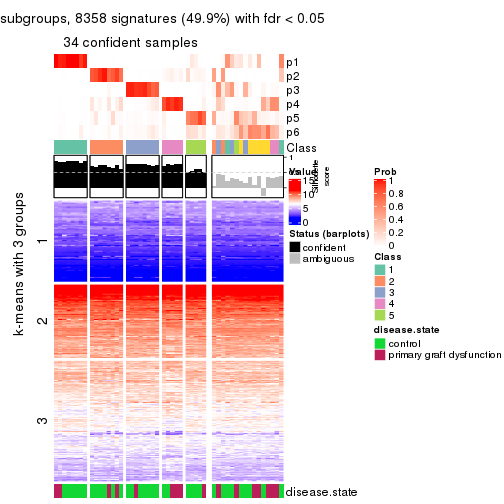 subgroups, 8358 signatures (49.9%) with fdr < 0.05
34 confident samples
p1
p2
p3
p4
p5
p6
Class
1
Silhouette
score
Value
15
10
5
0
Status (barplots)
confident
ambiguous
Prob
1
0.8
0.6
0.4
0.2
0
Class
1
2
3
4
5
disease.state
control
primary graft dysfunction
k-means with 3 groups
1
2
3
disease.state